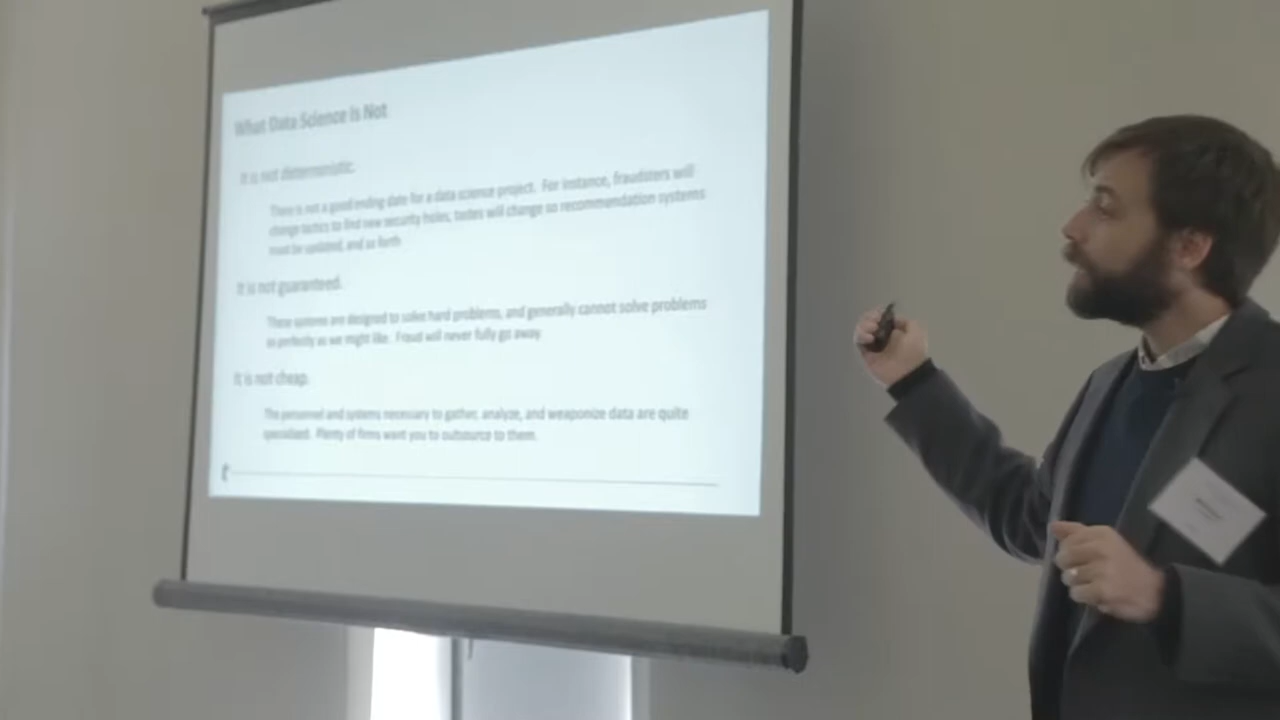 What Data Science Is Not
It is not deterministic.
There is not a good ending date for a data science project. For instance, fraudsters will
change tactics to find new security holes, tastes will change so recommendation systems
must be updated, and so forth
It is not guaranteed.
These systems are designed to solve hard problems, and generally cannot solve problems
as perfectly as we might like. Fraud will never fully go away.
It is not cheap.
The personnel and systems necessary to gather, analyze, and weaponize data are quite
specialized. Plenty of firms want you to outsource to them.
t